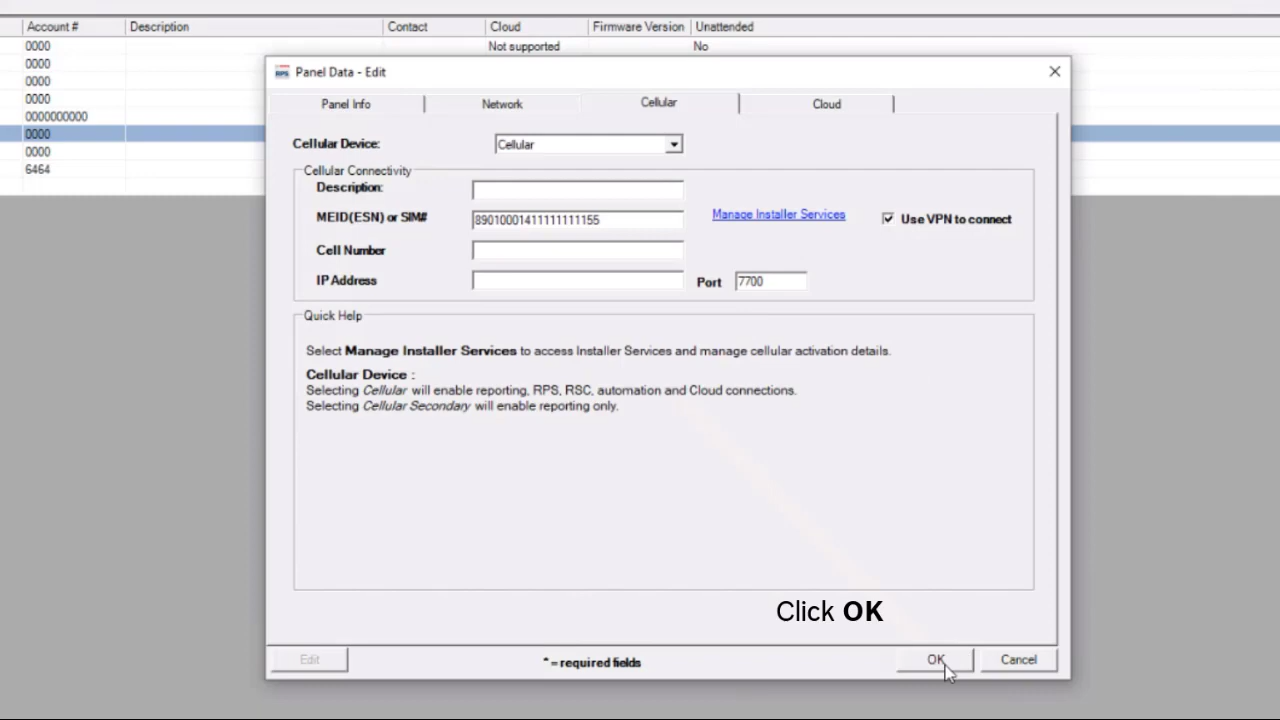 Account # Description Contact Cloud Firmware Version Unattended
0000 Not supported No
0000
0000
0000
0000000000
0000
0000
6464
RPS Panel Data - Edit
Panel Info Network Cellular Cloud
Cellular Device: Cellular
Cellular Connectivity
Description:
MEID(ESN) or SIM# 89010001411111111155 Manage Installer Services Use VPN to connect
Cell Number
IP Address Port 7700
Quick Help
Select Manage Installer Services to access Installer Services and manage cellular activation details.
Cellular Device :
Selecting Cellular will enable reporting, RPS, RSC, automation and Cloud connections.
Selecting Cellular Secondary will enable reporting only.
Click OK
Edit * = required fields OK Cancel